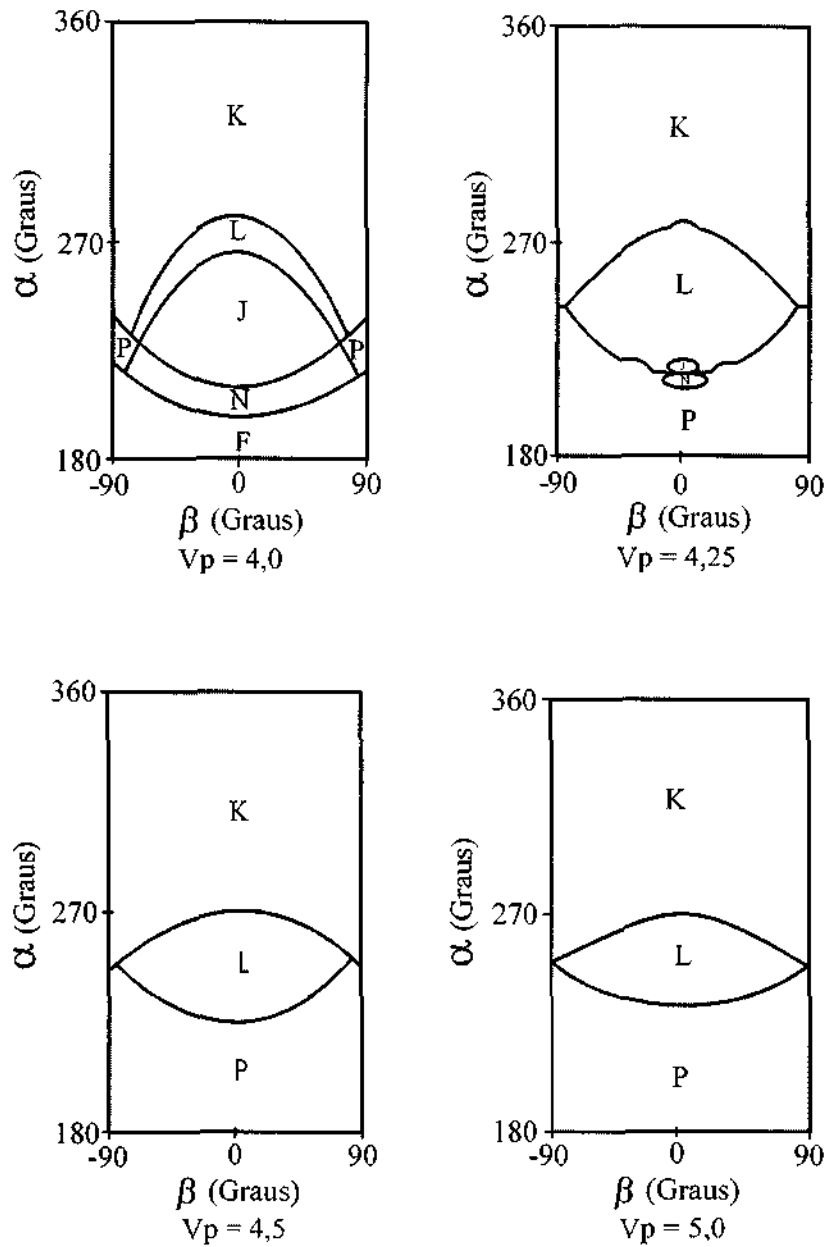 360
K
L
270
J
P
P
N
F
180
-90
0
90
α (Graus)
β (Graus)
Vp = 4,0
360
K
270
L
J
N
P
180
-90
0
90
α (Graus)
β (Graus)
Vp = 4,25
360
K
270
L
P
180
-90
0
90
α (Graus)
β (Graus)
Vp = 4,5
360
K
270
L
P
180
-90
0
90
α (Graus)
β (Graus)
Vp = 5,0